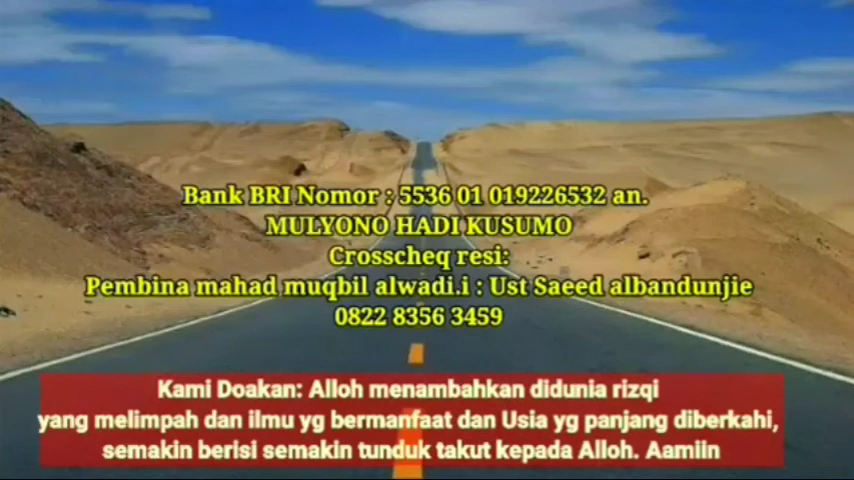 Bank BRI Nomor : 5536 01 019226532 an.
MULYONO HADI KUSUMO
Crosscheq resi:
Pembina mahad muqbil alwadi.i : Ust Saeed albandunjie
0822 8356 3459
Kami Doakan: Alloh menambahkan didunia rizqi
yang melimpah dan ilmu yg bermanfaat dan Usia yg panjang diberkahi,
semakin berisi semakin tunduk takut kepada Alloh. Aamiin